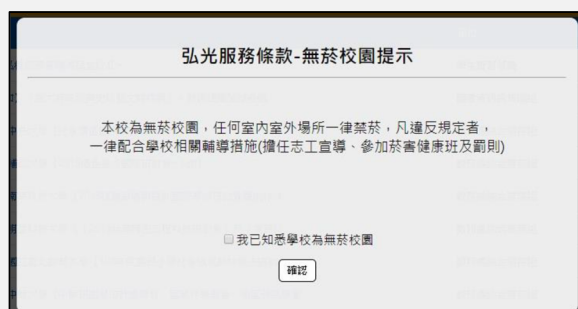 弘光服務條款-無菸校園提示
本校為無菸校園，任何室內室外場所一律禁菸，凡違反規定者，
一律配合學校相關輔導措施(擔任志工宣導、參加菸害健康班及罰則)
我已知悉學校為無菸校園
確認